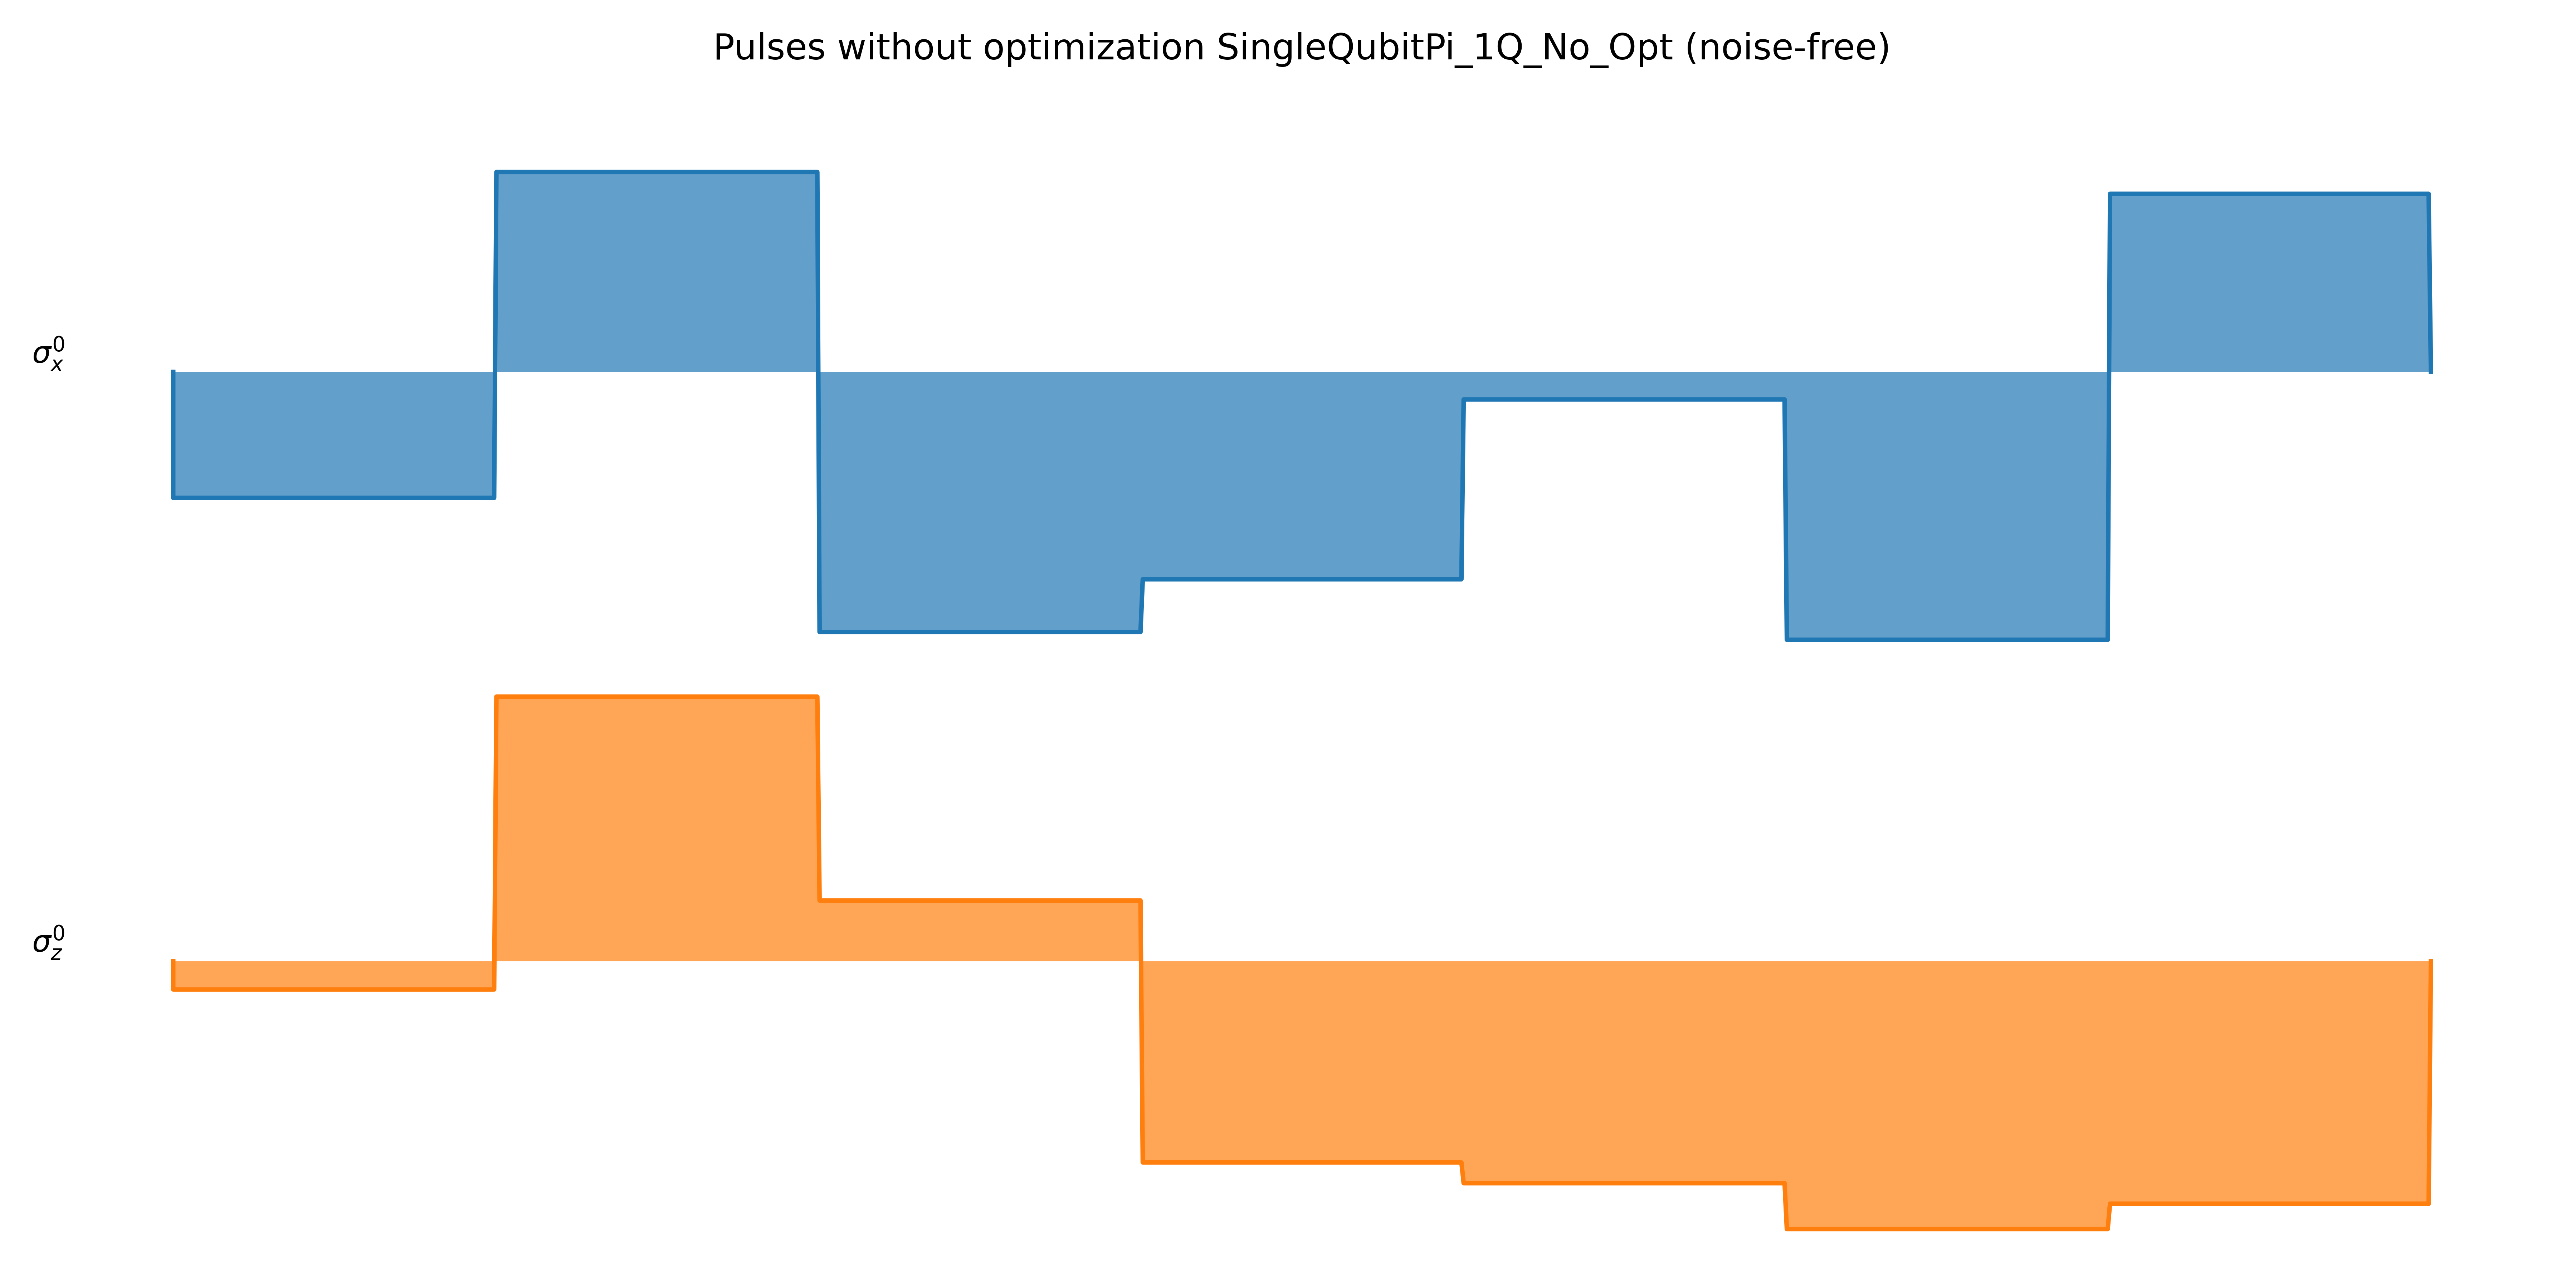 Pulses without optimization SingleQubitPi_1Q_No_Opt (noise-free)
σ_x^0
σ_z^0